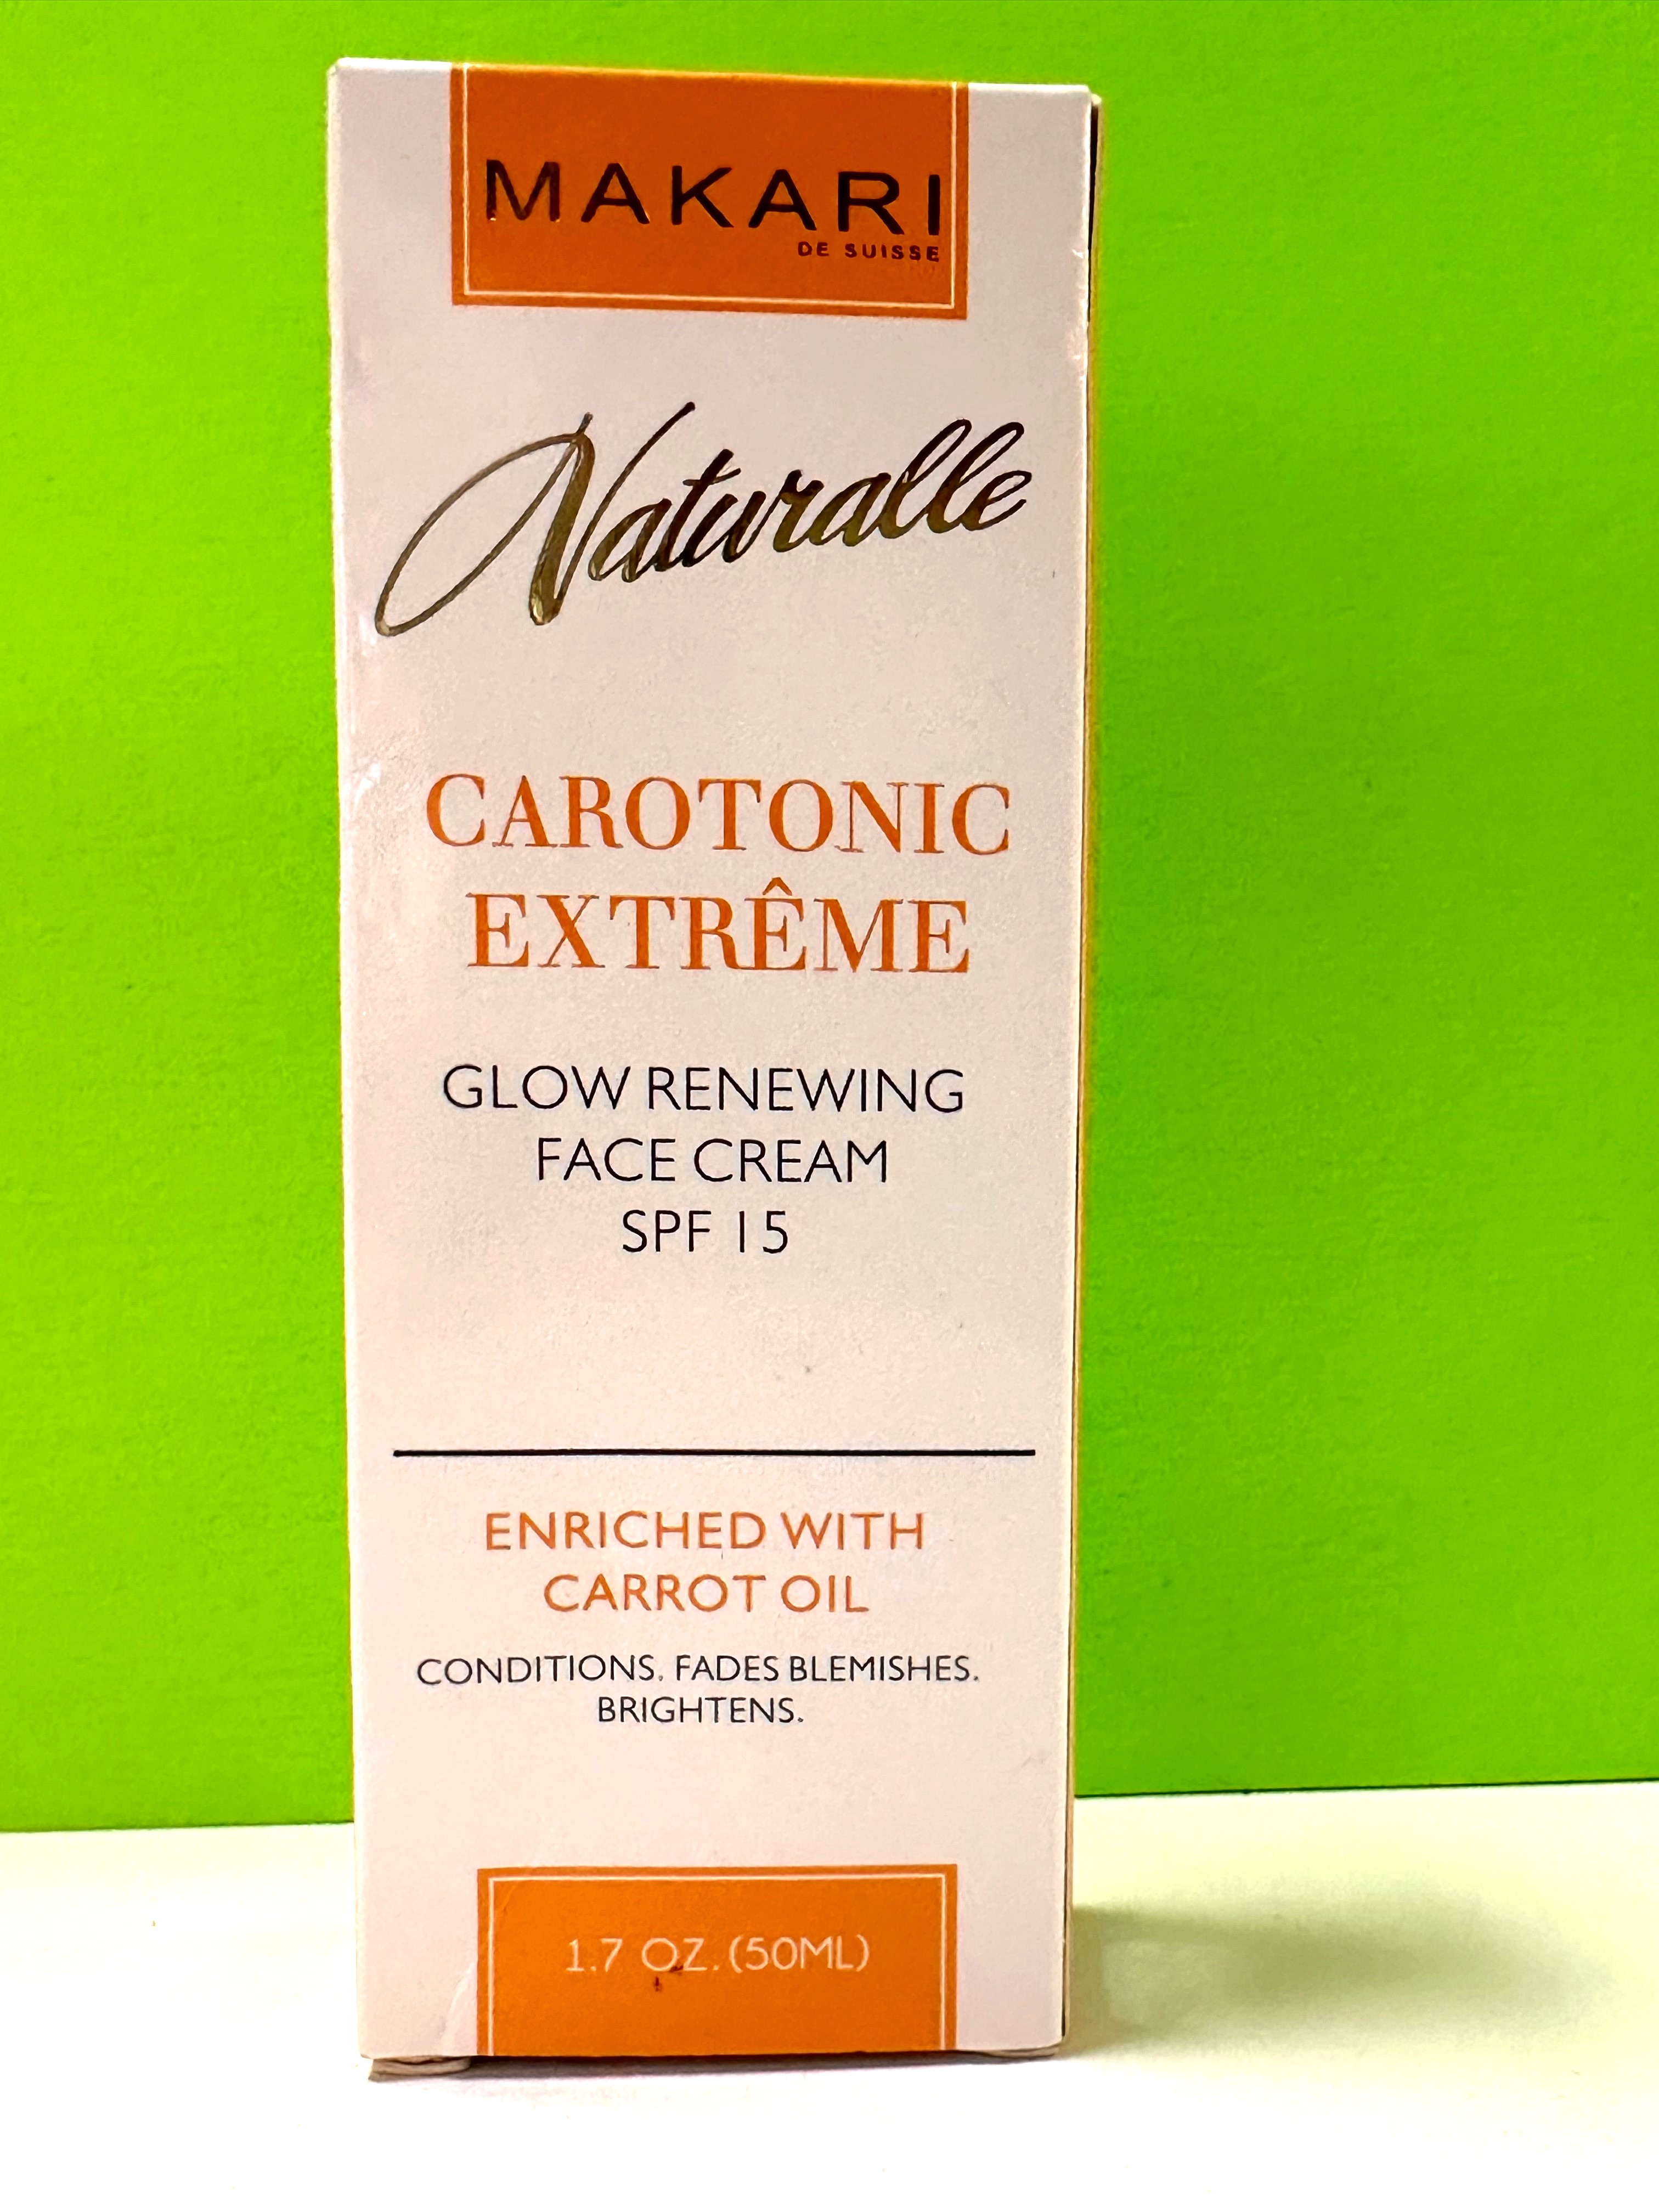 MAKARI
DE SUISSE
Naturalle
CAROTONIC
EXTRÊME
GLOW RENEWING
FACE CREAM
SPF 15
ENRICHED WITH
CARROT OIL
CONDITIONS. FADES BLEMISHES.
BRIGHTENS.
1.7 OZ. (50ML)